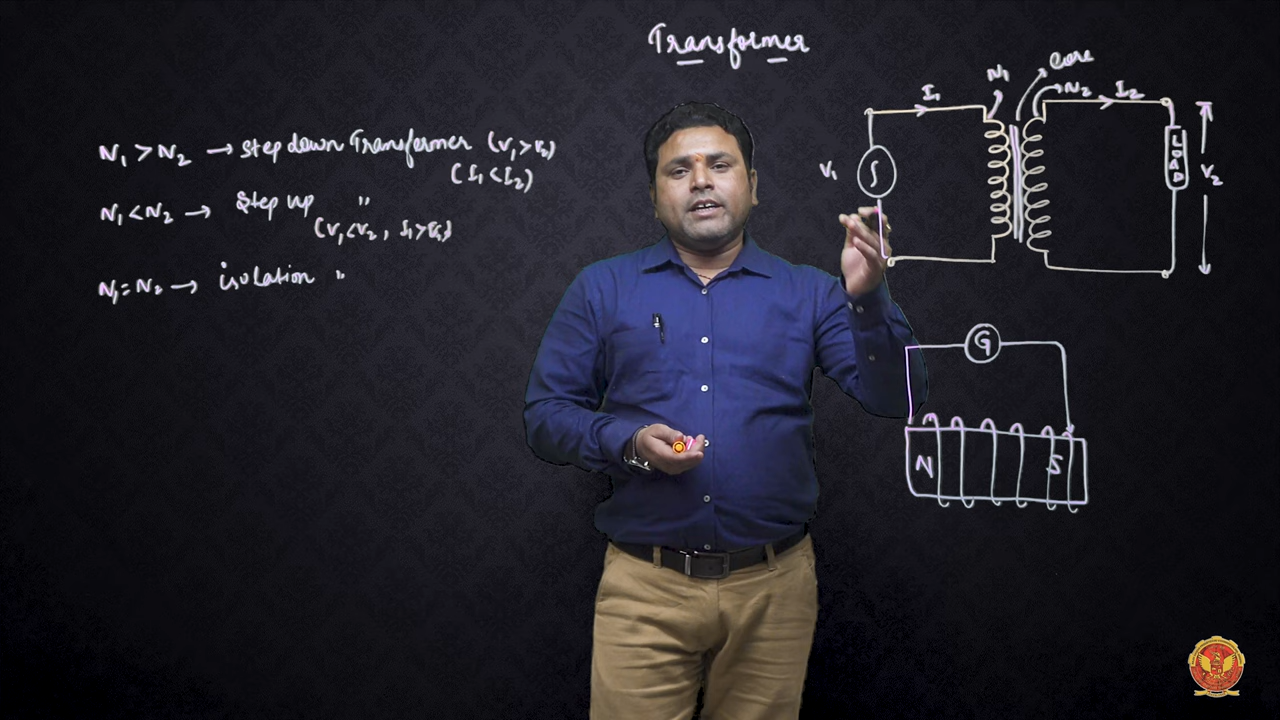 Transformer
N₁ > N₂ → Step down Transformer (V₁ > V₂)
(I₁ < I₂)
N₁ < N₂ → Step up "
(V₁ < V₂, I₁ > I₂)
N₁ = N₂ → isolation "
V₁
I₁
N₁
Core
N₂
I₂
LOAD
V₂
G
N S